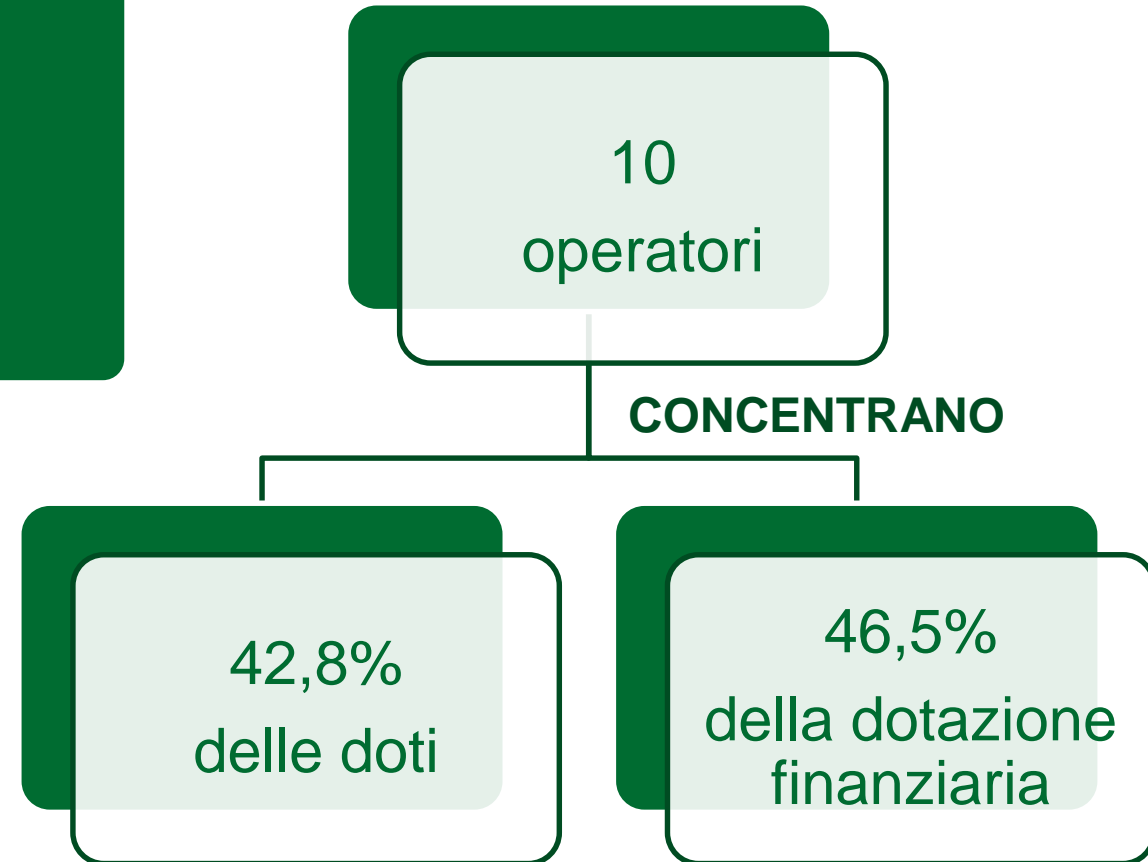 10
operatori
CONCENTRANO
42,8%
delle doti
46,5%
della dotazione
finanziaria